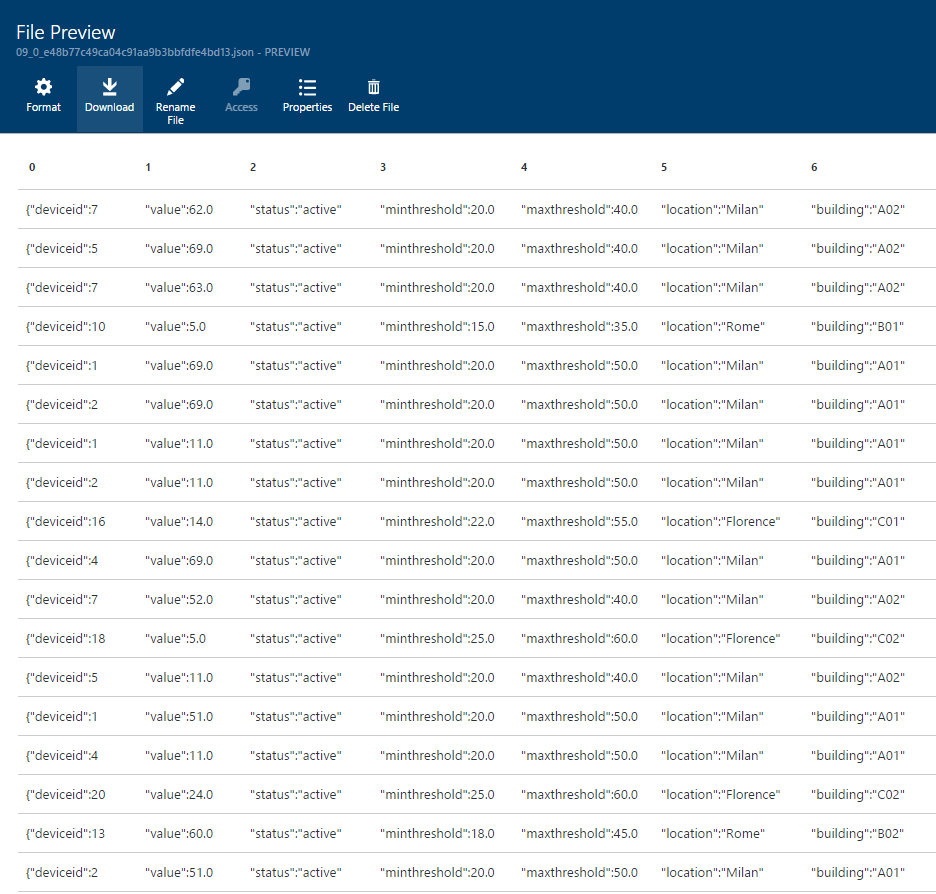 File Preview
09_0_e48b77c49ca04c91aa9b3bbfdfe4bd13.json - PREVIEW
Format Download Rename File Access Properties Delete File
0 1 2 3 4 5 6
{"deviceid":7 "value":62.0 "status":"active" "minthreshold":20.0 "maxthreshold":40.0 "location":"Milan" "building":"A02"
{"deviceid":5 "value":69.0 "status":"active" "minthreshold":20.0 "maxthreshold":40.0 "location":"Milan" "building":"A02"
{"deviceid":7 "value":63.0 "status":"active" "minthreshold":20.0 "maxthreshold":40.0 "location":"Milan" "building":"A02"
{"deviceid":10 "value":5.0 "status":"active" "minthreshold":15.0 "maxthreshold":35.0 "location":"Rome" "building":"B01"
{"deviceid":1 "value":69.0 "status":"active" "minthreshold":20.0 "maxthreshold":50.0 "location":"Milan" "building":"A01"
{"deviceid":2 "value":69.0 "status":"active" "minthreshold":20.0 "maxthreshold":50.0 "location":"Milan" "building":"A01"
{"deviceid":1 "value":11.0 "status":"active" "minthreshold":20.0 "maxthreshold":50.0 "location":"Milan" "building":"A01"
{"deviceid":2 "value":11.0 "status":"active" "minthreshold":20.0 "maxthreshold":50.0 "location":"Milan" "building":"A01"
{"deviceid":16 "value":14.0 "status":"active" "minthreshold":22.0 "maxthreshold":55.0 "location":"Florence" "building":"C01"
{"deviceid":4 "value":69.0 "status":"active" "minthreshold":20.0 "maxthreshold":50.0 "location":"Milan" "building":"A01"
{"deviceid":7 "value":52.0 "status":"active" "minthreshold":20.0 "maxthreshold":40.0 "location":"Milan" "building":"A02"
{"deviceid":18 "value":5.0 "status":"active" "minthreshold":25.0 "maxthreshold":60.0 "location":"Florence" "building":"C02"
{"deviceid":5 "value":11.0 "status":"active" "minthreshold":20.0 "maxthreshold":40.0 "location":"Milan" "building":"A02"
{"deviceid":1 "value":51.0 "status":"active" "minthreshold":20.0 "maxthreshold":50.0 "location":"Milan" "building":"A01"
{"deviceid":4 "value":11.0 "status":"active" "minthreshold":20.0 "maxthreshold":50.0 "location":"Milan" "building":"A01"
{"deviceid":20 "value":24.0 "status":"active" "minthreshold":25.0 "maxthreshold":60.0 "location":"Florence" "building":"C02"
{"deviceid":13 "value":60.0 "status":"active" "minthreshold":18.0 "maxthreshold":45.0 "location":"Rome" "building":"B02"
{"deviceid":2 "value":51.0 "status":"active" "minthreshold":20.0 "maxthreshold":50.0 "location":"Milan" "building":"A01"